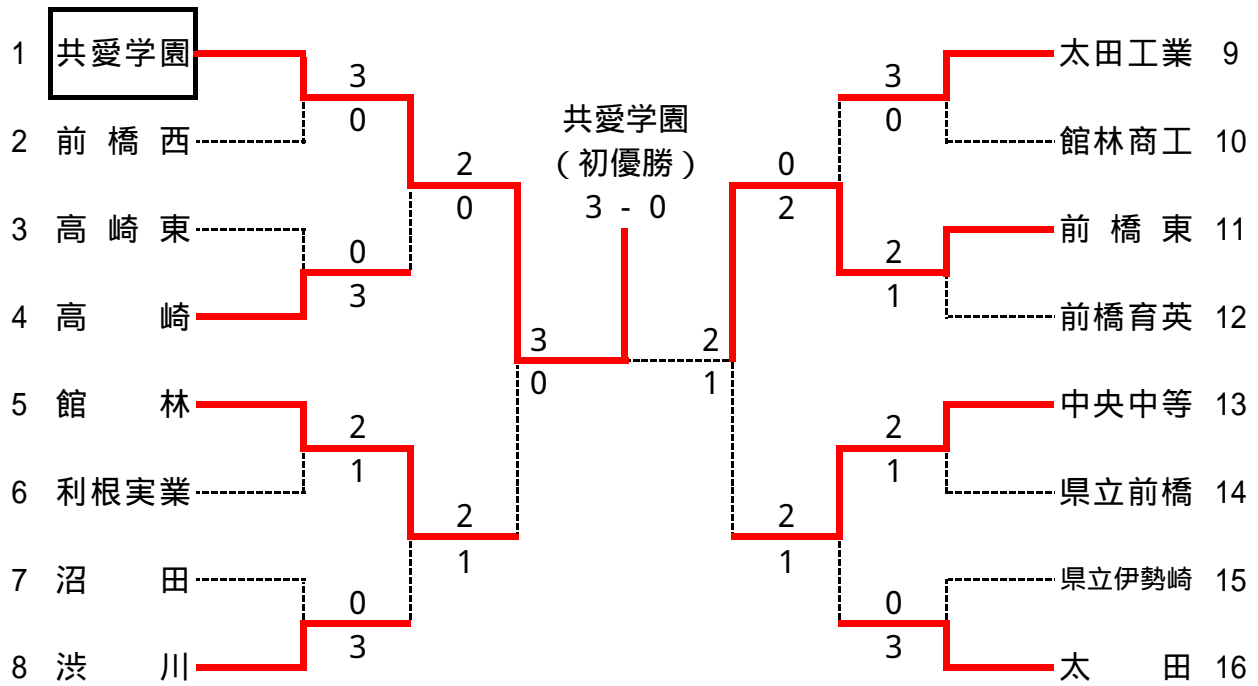 1 共愛学園
2 前橋西
3 高崎東
4 高崎
5 館林
6 利根実業
7 沼田
8 渋川
3
0
0
3
2
1
0
3
2
0
2
1
3
0
共愛学園
(初優勝)
3 - 0
2
1
0
2
2
1
3
0
2
1
2
1
0
3
太田工業 9
館林商工 10
前橋東 11
前橋育英 12
中央中等 13
県立前橋 14
県立伊勢崎 15
太田 16